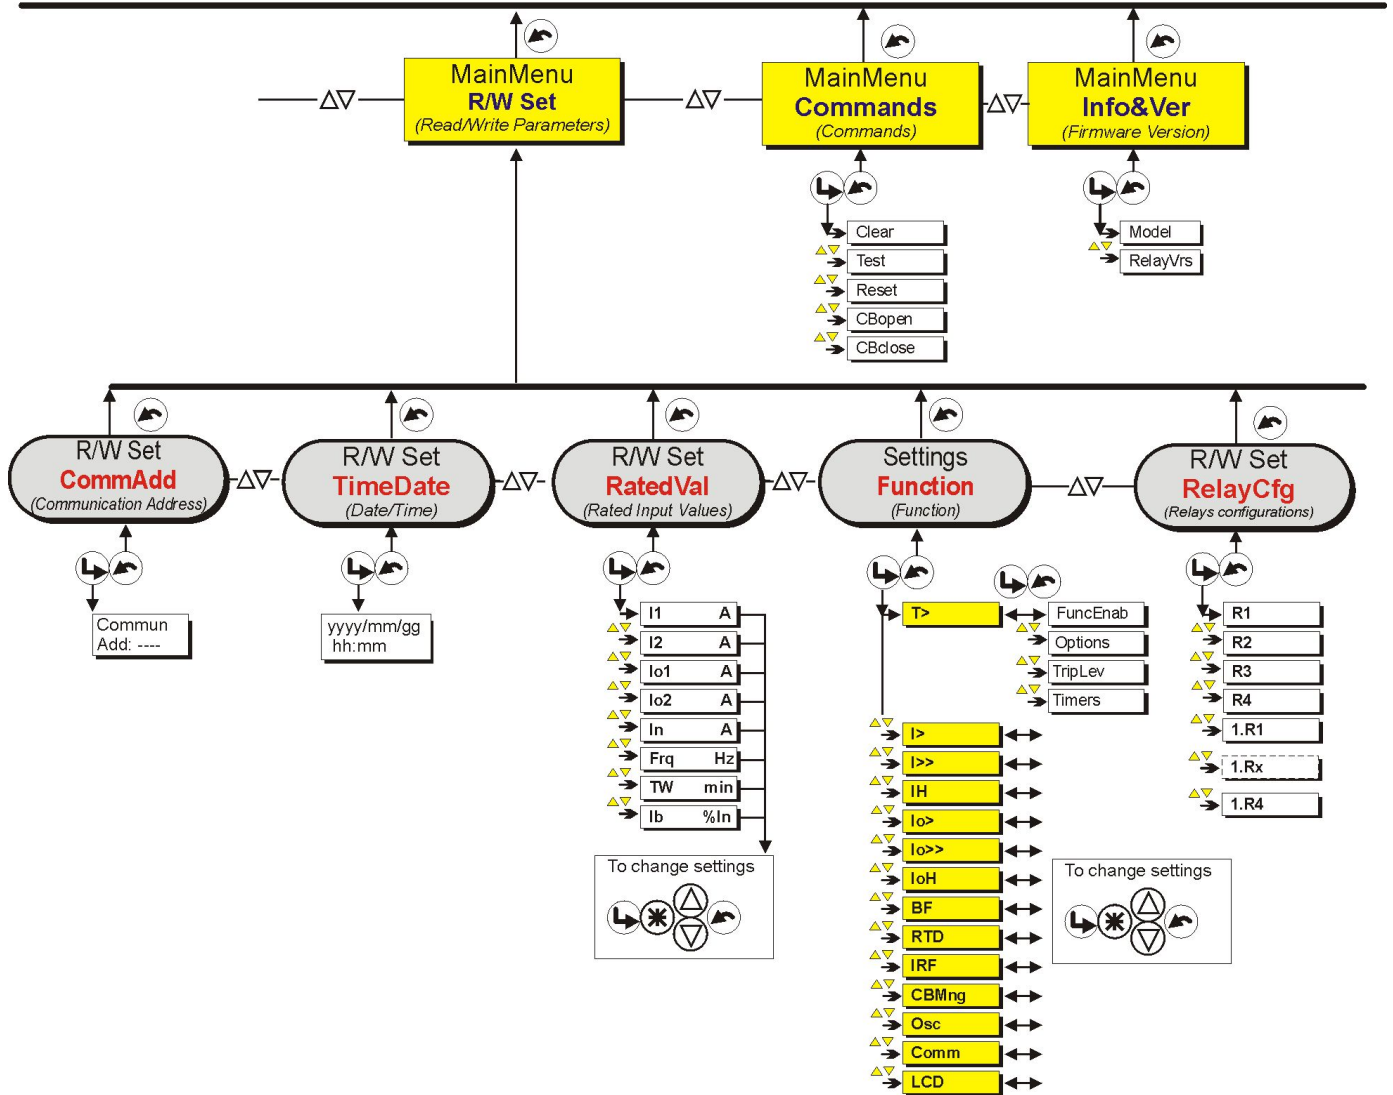 MainMenu
R/W Set
(Read/Write Parameters)
MainMenu
Commands
(Commands)
MainMenu
Info&Ver
(Firmware Version)
Clear
Test
Reset
CBopen
CBclose
Model
RelayVrs
R/W Set
CommAdd
(Communication Address)
R/W Set
TimeDate
(Date/Time)
R/W Set
RatedVal
(Rated Input Values)
Settings
Function
(Function)
R/W Set
RelayCfg
(Relays configurations)
Commun
Add: ----
yyyy/mm/gg
hh:mm
I1 A
I2 A
Io1 A
Io2 A
In A
Frq Hz
TW min
Ib %In
To change settings
T>
FuncEnab
Options
TripLev
Timers
I>
I>>
IH
Io>
Io>>
IoH
BF
RTD
IRF
CBMng
Osc
Comm
LCD
R1
R2
R3
R4
1.R1
1.Rx
1.R4
To change settings